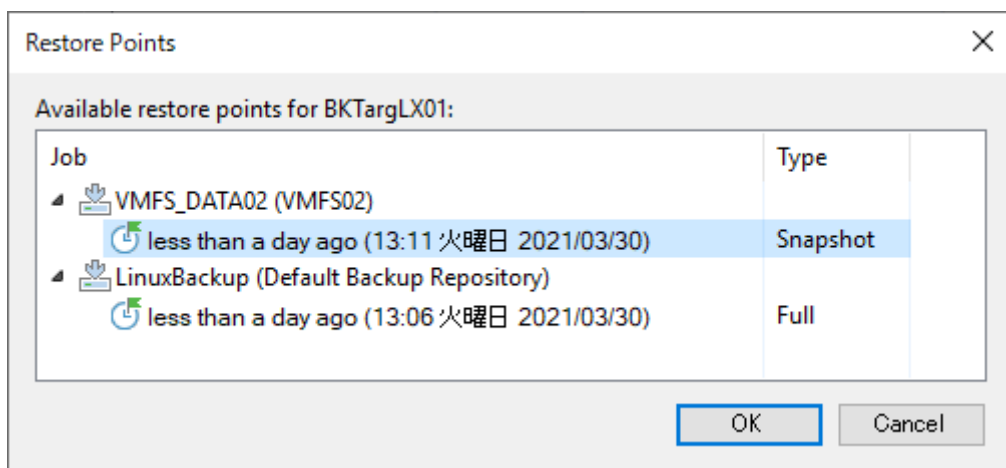 Restore Points
Available restore points for BKTargLX01:
Job Type
VMFS_DATA02 (VMFS02)
less than a day ago (13:11 火曜日 2021/03/30) Snapshot
LinuxBackup (Default Backup Repository)
less than a day ago (13:06 火曜日 2021/03/30) Full
OK Cancel